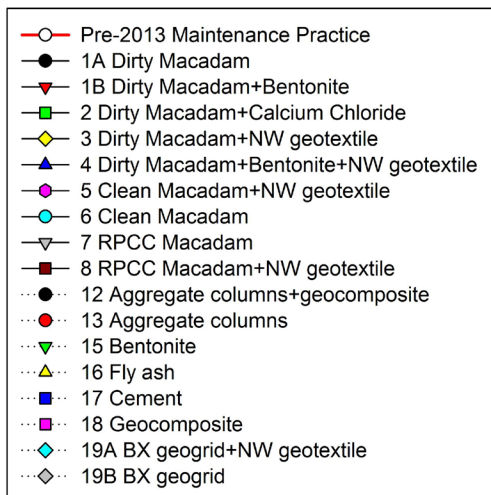 Pre-2013 Maintenance Practice
1A Dirty Macadam
1B Dirty Macadam+Bentonite
2 Dirty Macadam+Calcium Chloride
3 Dirty Macadam+NW geotextile
4 Dirty Macadam+Bentonite+NW geotextile
5 Clean Macadam+NW geotextile
6 Clean Macadam
7 RPCC Macadam
8 RPCC Macadam+NW geotextile
12 Aggregate columns+geocomposite
13 Aggregate columns
15 Bentonite
16 Fly ash
17 Cement
18 Geocomposite
19A BX geogrid+NW geotextile
19B BX geogrid